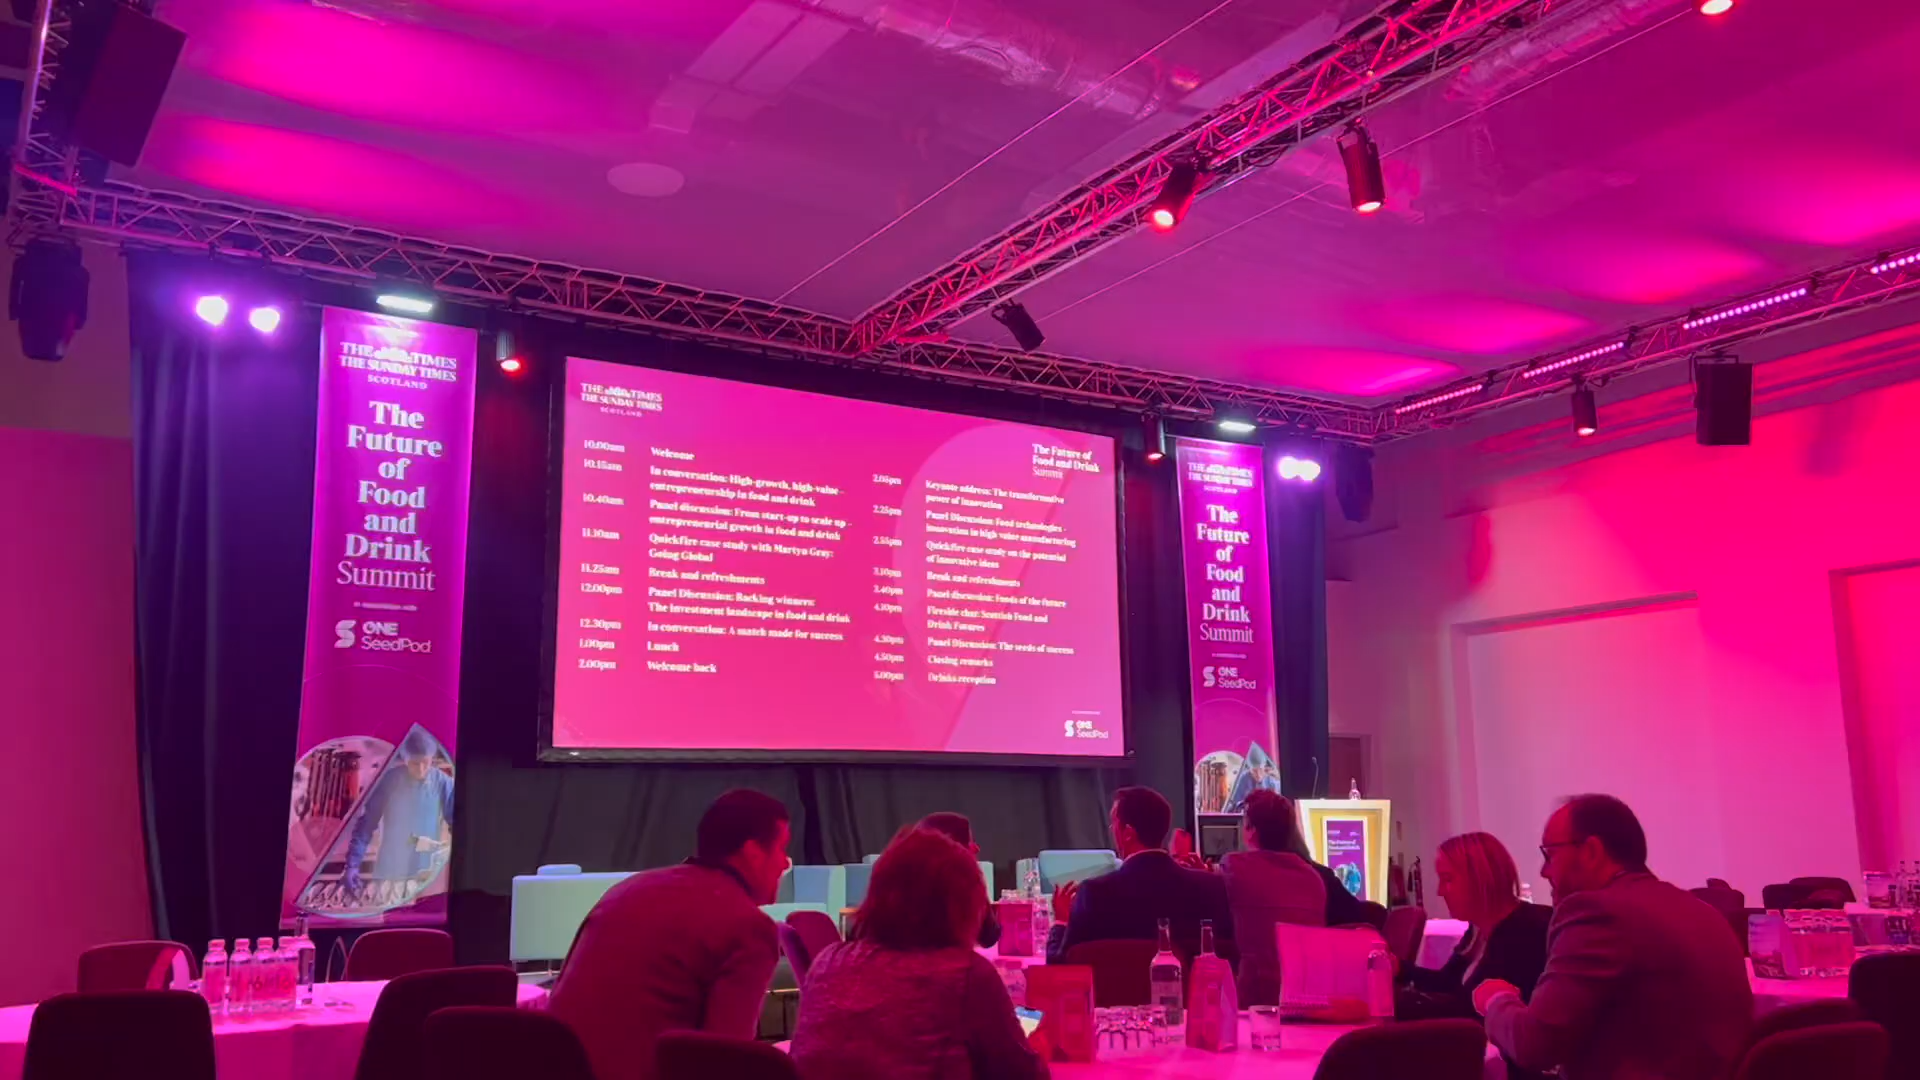 THE TIMES
THE SUNDAY TIMES
SCOTLAND
The
Future
of
Food
and
Drink
Summit
ONE
SeedPod
THE TIMES
THE SUNDAY TIMES
SCOTLAND
The Future of
Food and Drink
Summit
10.00am Welcome
10.15am In conversation: High-growth, high-value –
entrepreneurship in food and drink
10.40am Panel discussion: From start-up to scale up -
entrepreneurial growth in food and drink
11.10am Quickfire case study with Martyn Gray:
Going Global
11.25am Break and refreshments
12.00pm Panel Discussion: Backing winners:
The investment landscape in food and drink
12.30pm In conversation: A match made for success
1.00pm Lunch
2.00pm Welcome back
2.05pm Keynote address: The transformative
power of innovation
2.25pm Panel Discussion: Food technologies -
innovation in high value manufacturing
2.55pm Quickfire case study on the potential
of innovative ideas
3.10pm Break and refreshments
3.40pm Panel discussion: Foods of the future
4.10pm Fireside chat: Scottish Food and
Drink Futures
4.30pm Panel Discussion: The seeds of success
4.50pm Closing remarks
5.00pm Drinks reception
ONE
SeedPod
THE TIMES
THE SUNDAY TIMES
SCOTLAND
The
Future
of
Food
and
Drink
Summit
ONE
SeedPod
The Future of
Food and Drink
Summit